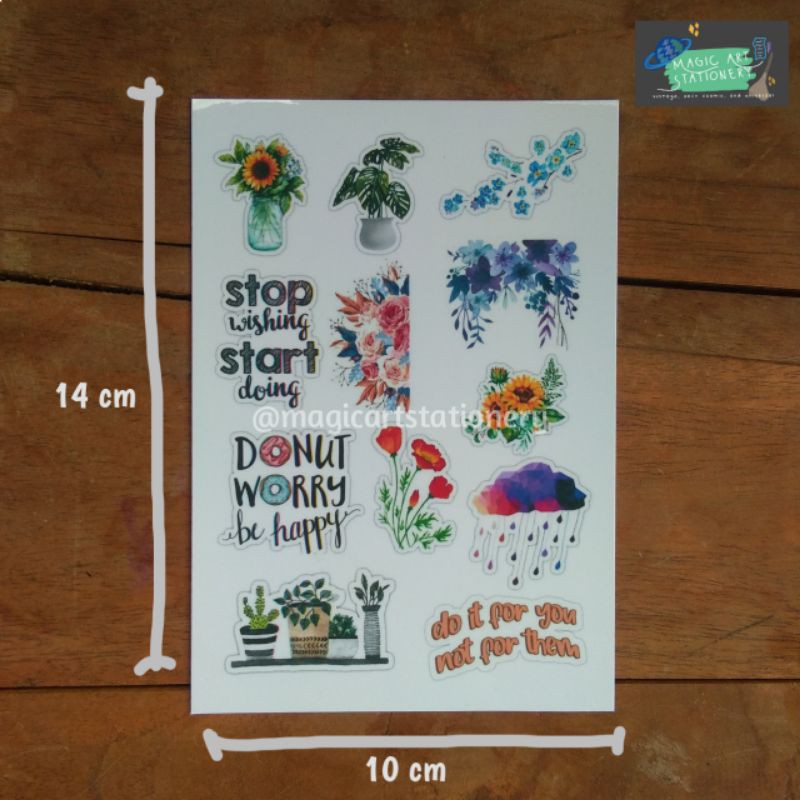 MAGIC ART
STATIONERY
stop
wishing
start
doing
14 cm
@magicartstationery
DONUT
WORRY
be happy
do it for you
not for them
10 cm